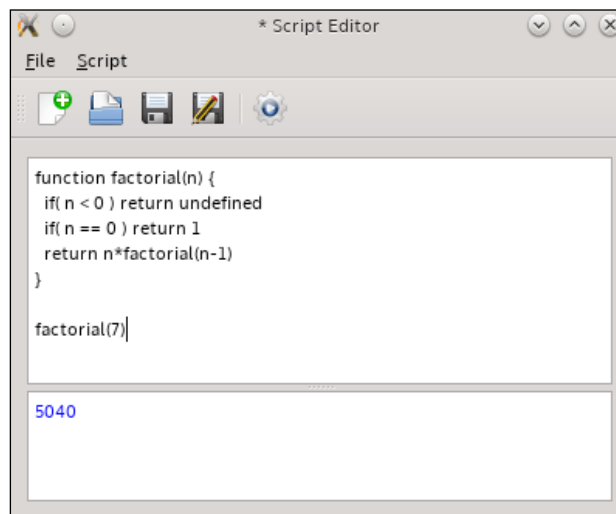 * Script Editor
File Script
function factorial(n) {
  if( n < 0 ) return undefined
  if( n == 0 ) return 1
  return n*factorial(n-1)
}
factorial(7)
5040